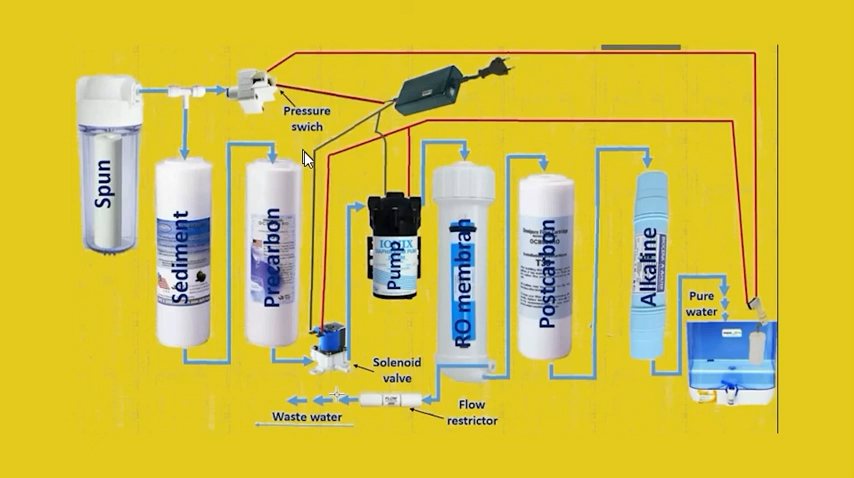 Spun
Pressure
swich
Sediment
Precarbon
Pump
RO membran
Postcarbon
Alkaline
Pure
water
Solenoid
valve
Flow
restrictor
Waste water